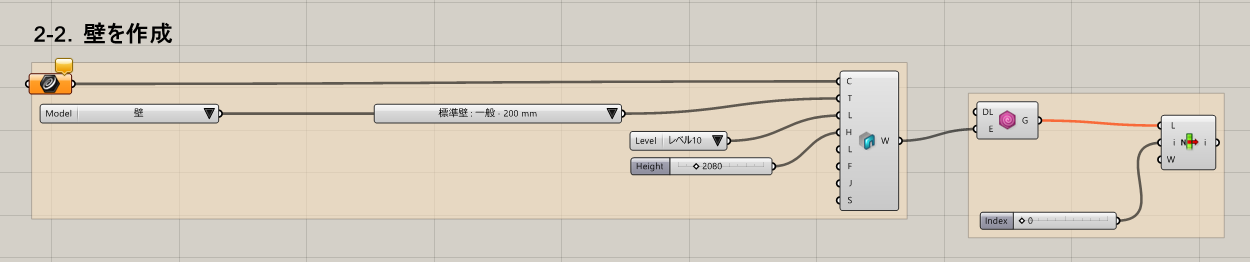 2-2. 壁を作成
Model 壁
標準壁 : 一般 - 200 mm
Level レベル10
Height 2080
C
T
L
H
L
F
J
S
W
DL
E
G
L
i
W
N
i
Index 0